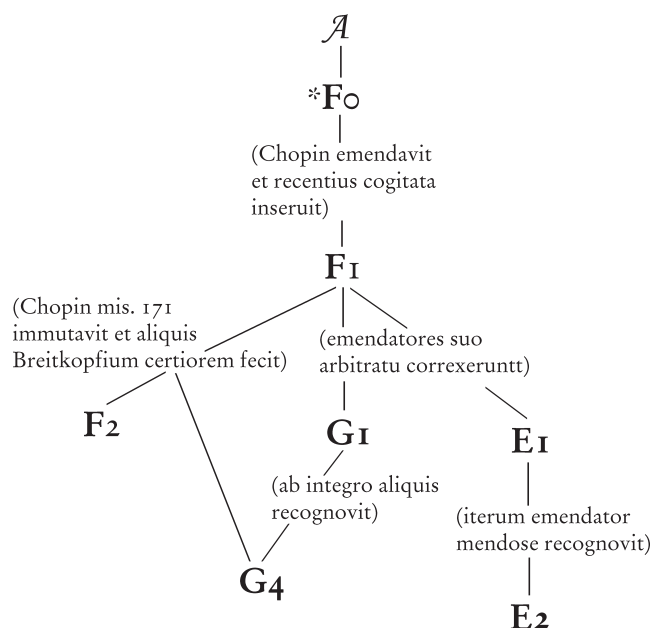 A
*F0
(Chopin emendavit
et recentius cogitata
inseruit)
F1
(Chopin mis. 171
immutavit et aliquis
Breitkopfium certiorem fecit)
(emendatores suo
arbitratu correxeruntt)
F2
G1
E1
(ab integro aliquis
recognovit)
(iterum emendator
mendose recognovit)
G4
E2